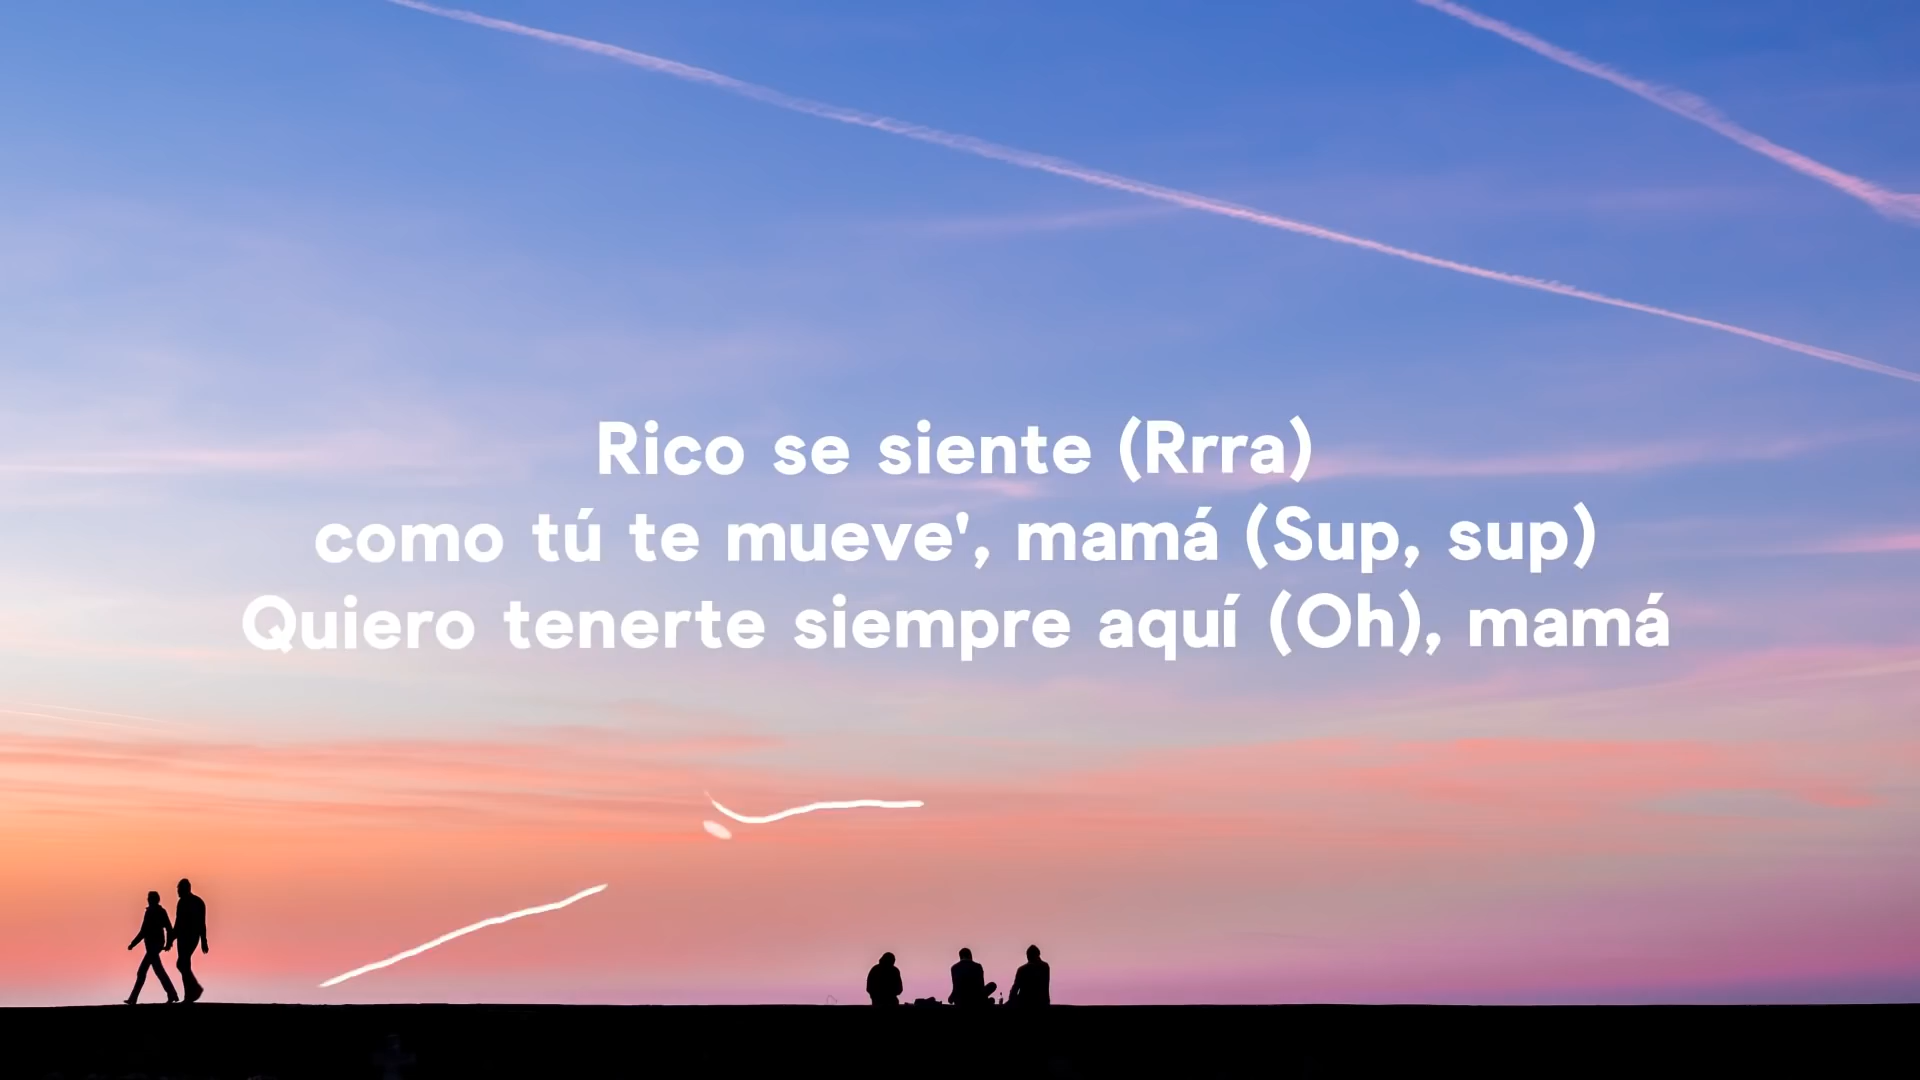 Rico se siente (Rrra)
como tú te mueve', mamá (Sup, sup)
Quiero tenerte siempre aquí (Oh), mamá